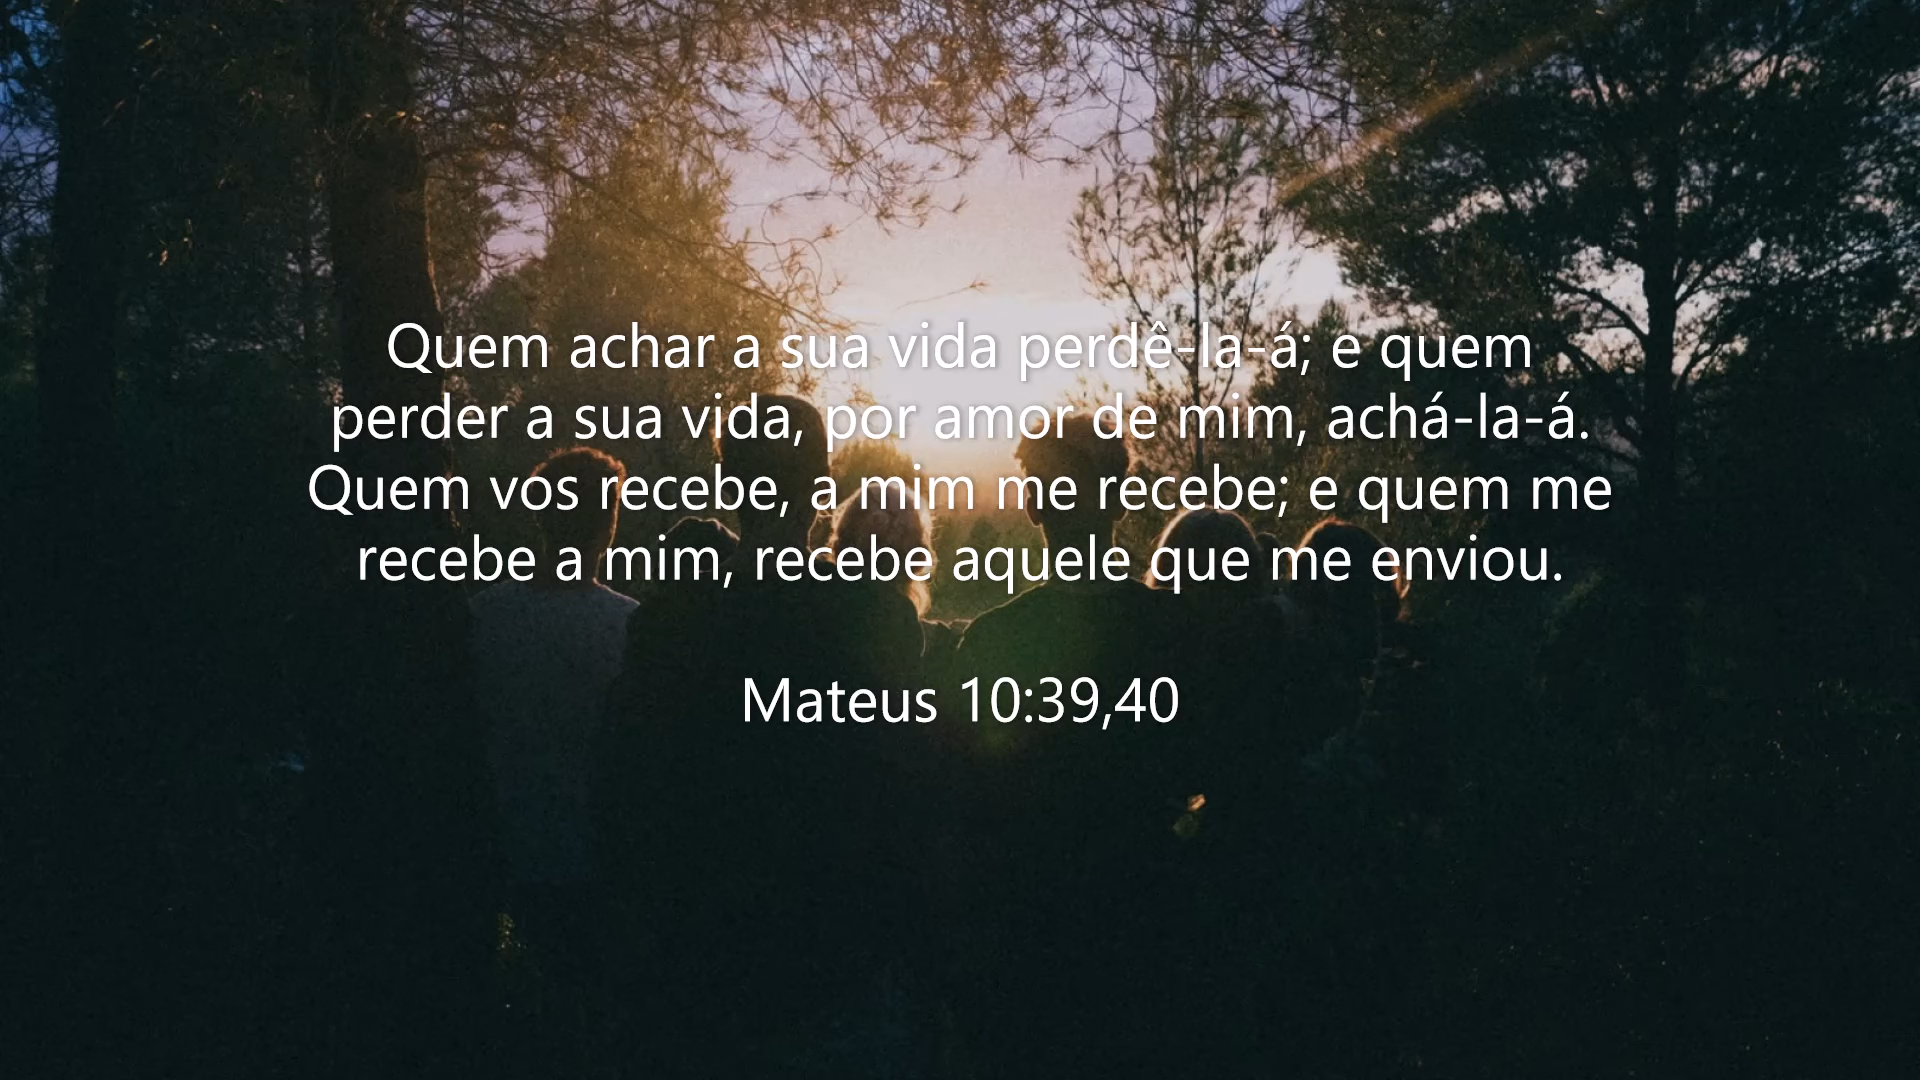 Quem achar a sua vida perdê-la-á; e quem
perder a sua vida, por amor de mim, achá-la-á.
Quem vos recebe, a mim me recebe; e quem me
recebe a mim, recebe aquele que me enviou.
Mateus 10:39,40